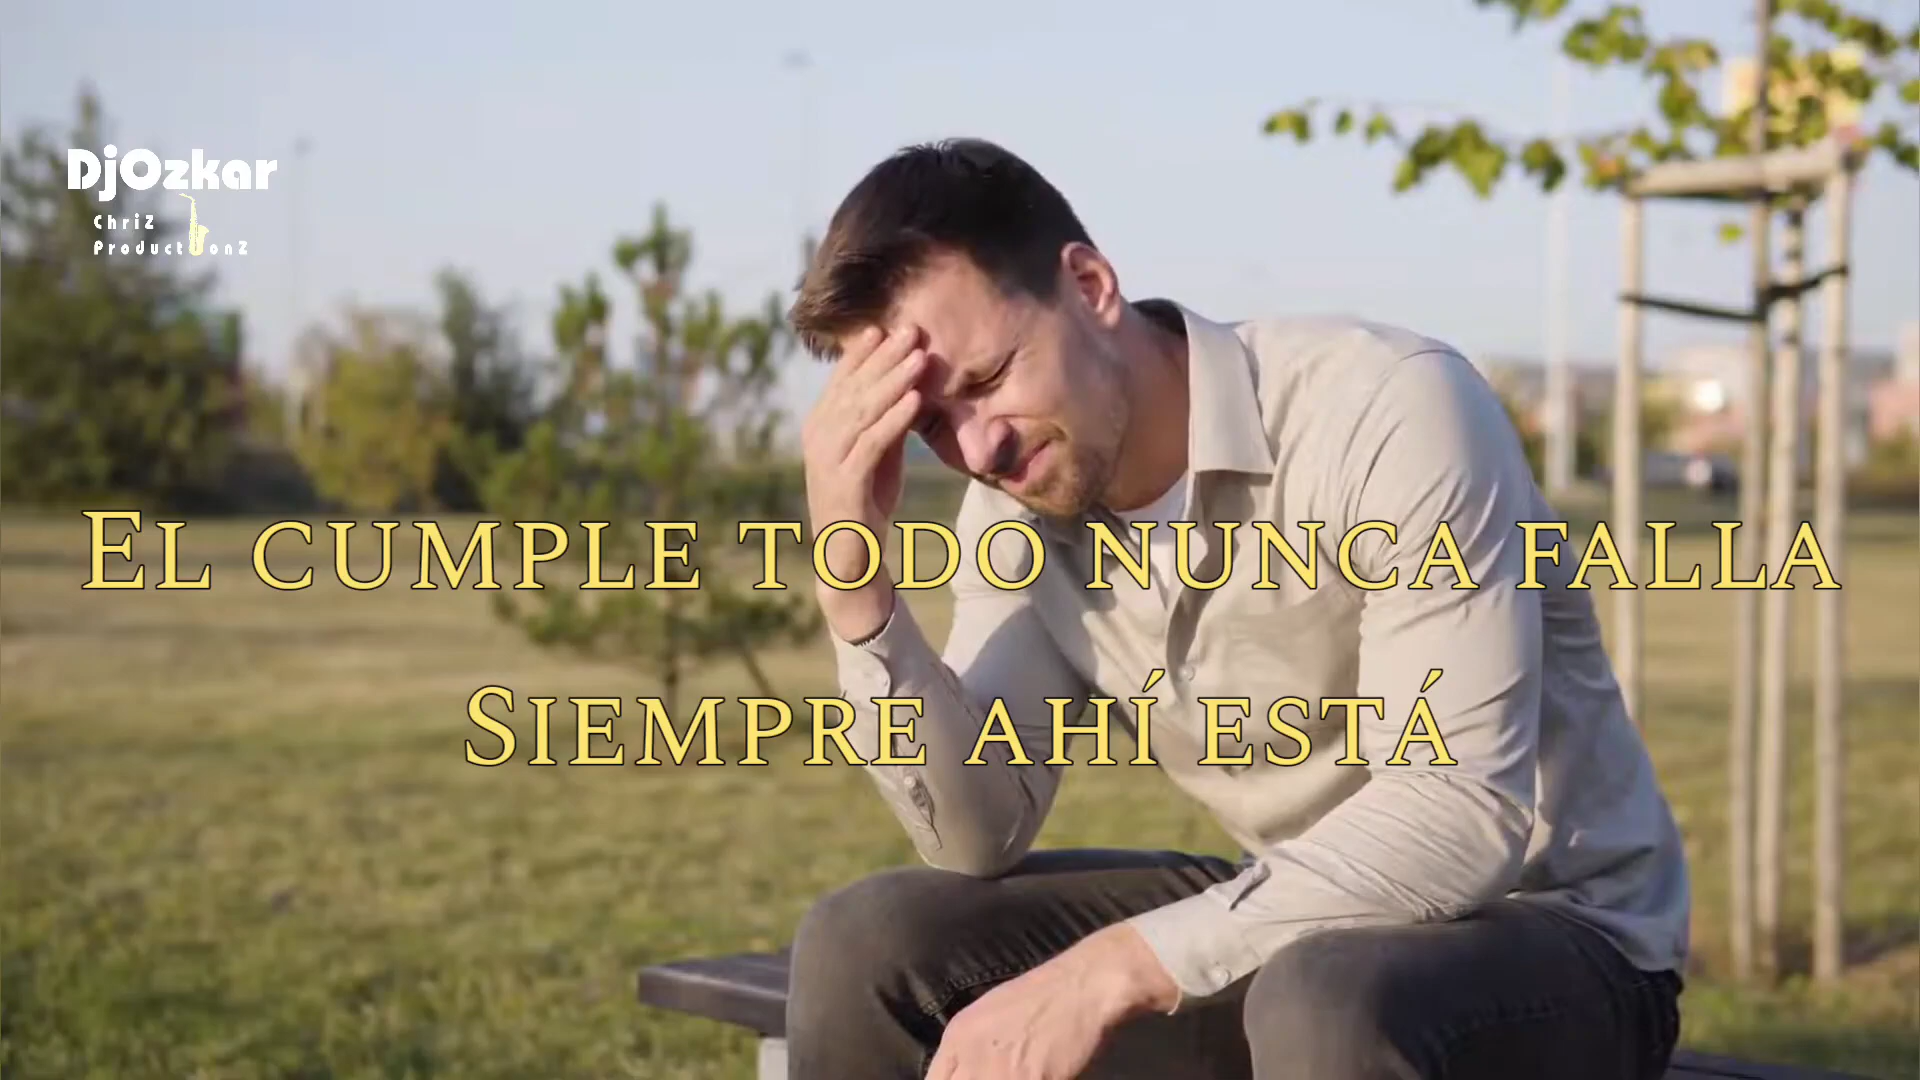 DjOzkar
ChriZ
ProductionZ
El cumple todo nunca falla
Siempre ahí está